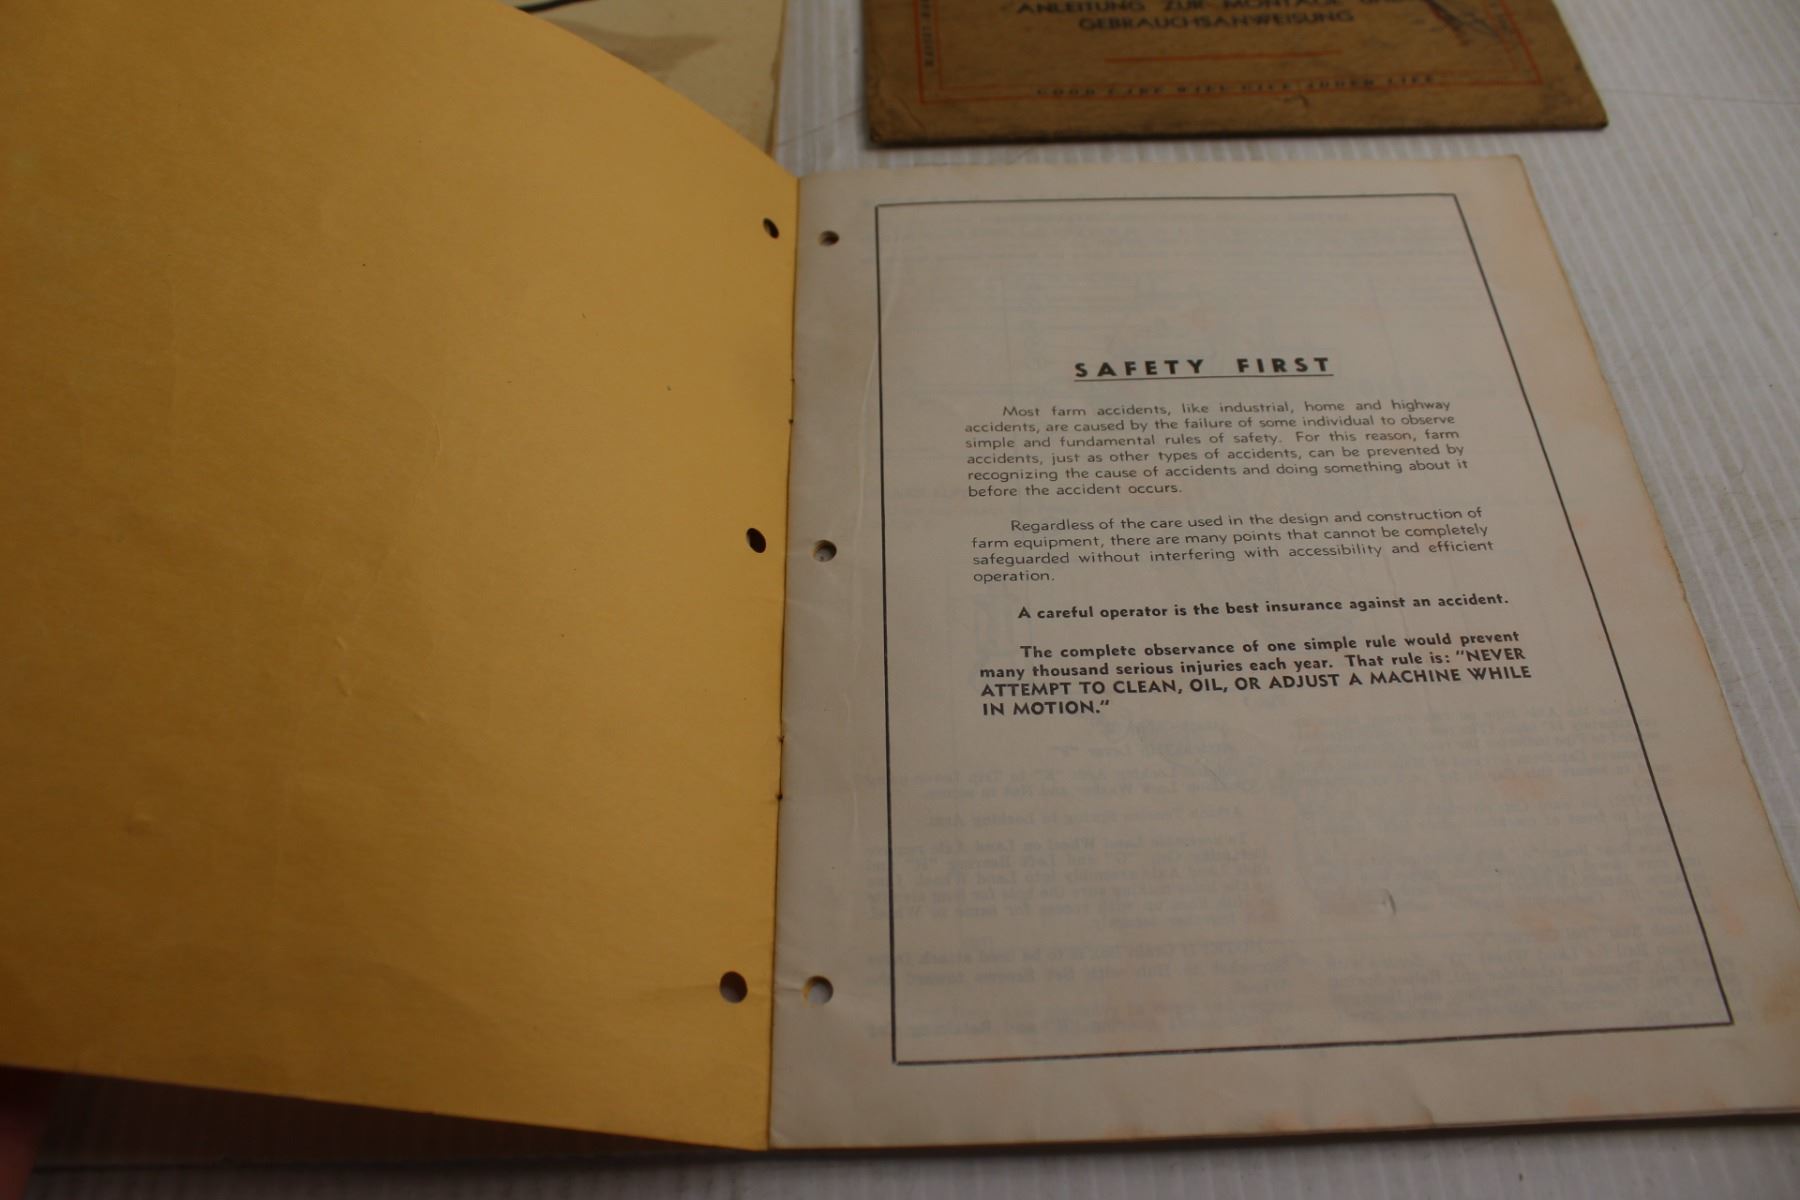 ANLEITUNG ZUR MONTAGE
GEBRAUCHSANWEISUNG
GOOD CARE WILL GIVE ADDED LIFE
SAFETY FIRST
Most farm accidents, like industrial, home and highway
accidents, are caused by the failure of some individual to observe
simple and fundamental rules of safety. For this reason, farm
accidents, just as other types of accidents, can be prevented by
recognizing the cause of accidents and doing something about it
before the accident occurs.
Regardless of the care used in the design and construction of
farm equipment, there are many points that cannot be completely
safeguarded without interfering with accessibility and efficient
operation.
A careful operator is the best insurance against an accident.
The complete observance of one simple rule would prevent
many thousand serious injuries each year. That rule is: "NEVER
ATTEMPT TO CLEAN, OIL, OR ADJUST A MACHINE WHILE
IN MOTION."